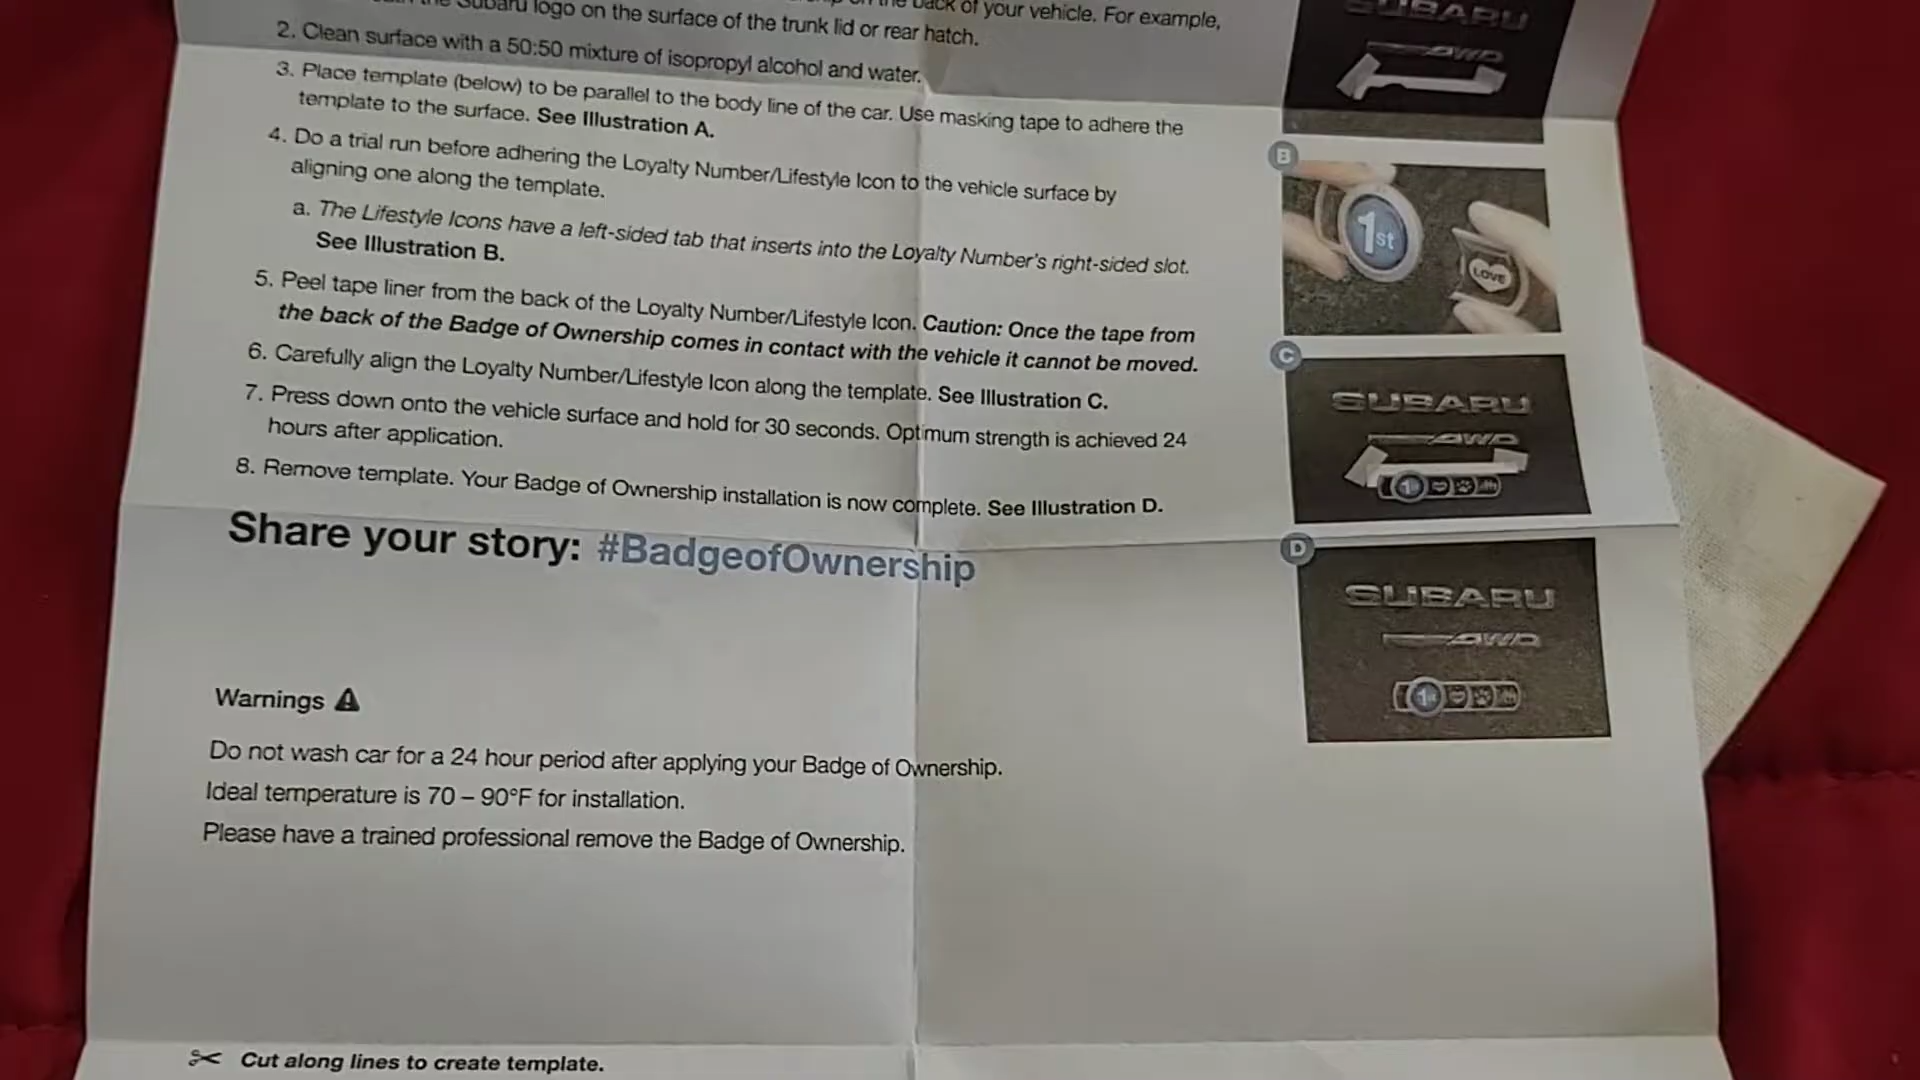 the back of your vehicle. For example,
the Subaru logo on the surface of the trunk lid or rear hatch.
2. Clean surface with a 50:50 mixture of isopropyl alcohol and water.
3. Place template (below) to be parallel to the body line of the car. Use masking tape to adhere the
template to the surface. See Illustration A.
4. Do a trial run before adhering the Loyalty Number/Lifestyle Icon to the vehicle surface by
aligning one along the template.
a. The Lifestyle Icons have a left-sided tab that inserts into the Loyalty Number's right-sided slot.
See Illustration B.
5. Peel tape liner from the back of the Loyalty Number/Lifestyle Icon. Caution: Once the tape from
the back of the Badge of Ownership comes in contact with the vehicle it cannot be moved.
6. Carefully align the Loyalty Number/Lifestyle Icon along the template. See Illustration C.
7. Press down onto the vehicle surface and hold for 30 seconds. Optimum strength is achieved 24
hours after application.
8. Remove template. Your Badge of Ownership installation is now complete. See Illustration D.
Share your story: #BadgeofOwnership
Warnings
Do not wash car for a 24 hour period after applying your Badge of Ownership.
Ideal temperature is 70 – 90°F for installation.
Please have a trained professional remove the Badge of Ownership.
Cut along lines to create template.
SUBARU
AWD
B
1st
LOVE
C
SUBARU
AWD
1st
D
SUBARU
AWD
1st